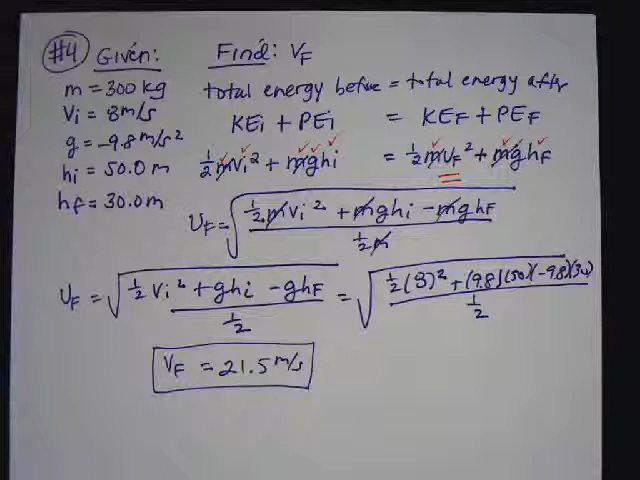 #4 Given: Find: VF
m = 300 kg
total energy before = total energy after
Vi = 8 m/s
KEi + PEi = KEF + PEF
g = -9.8 m/s²
½mvi² + mghi = ½mvF² + mghF
hi = 50.0 m
hf = 30.0 m
VF = √((½mvi² + mghi - mghF) / ½m)
VF = √((½vi² + ghi - ghF) / ½) = √((½(8)² + (9.8)(50)(-9.8)(30)) / ½)
VF = 21.5 m/s